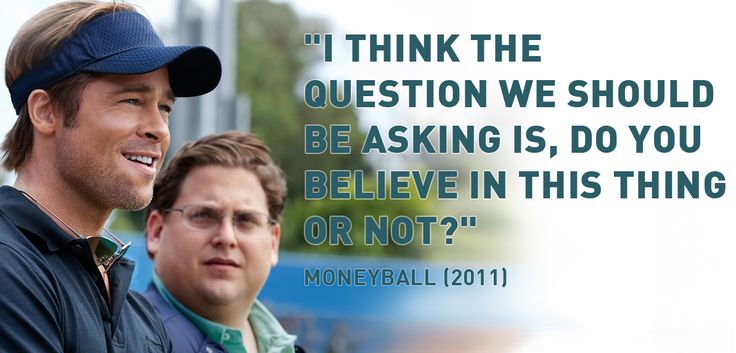 "I THINK THE
QUESTION WE SHOULD
BE ASKING IS, DO YOU
BELIEVE IN THIS THING
OR NOT?"
MONEYBALL (2011)